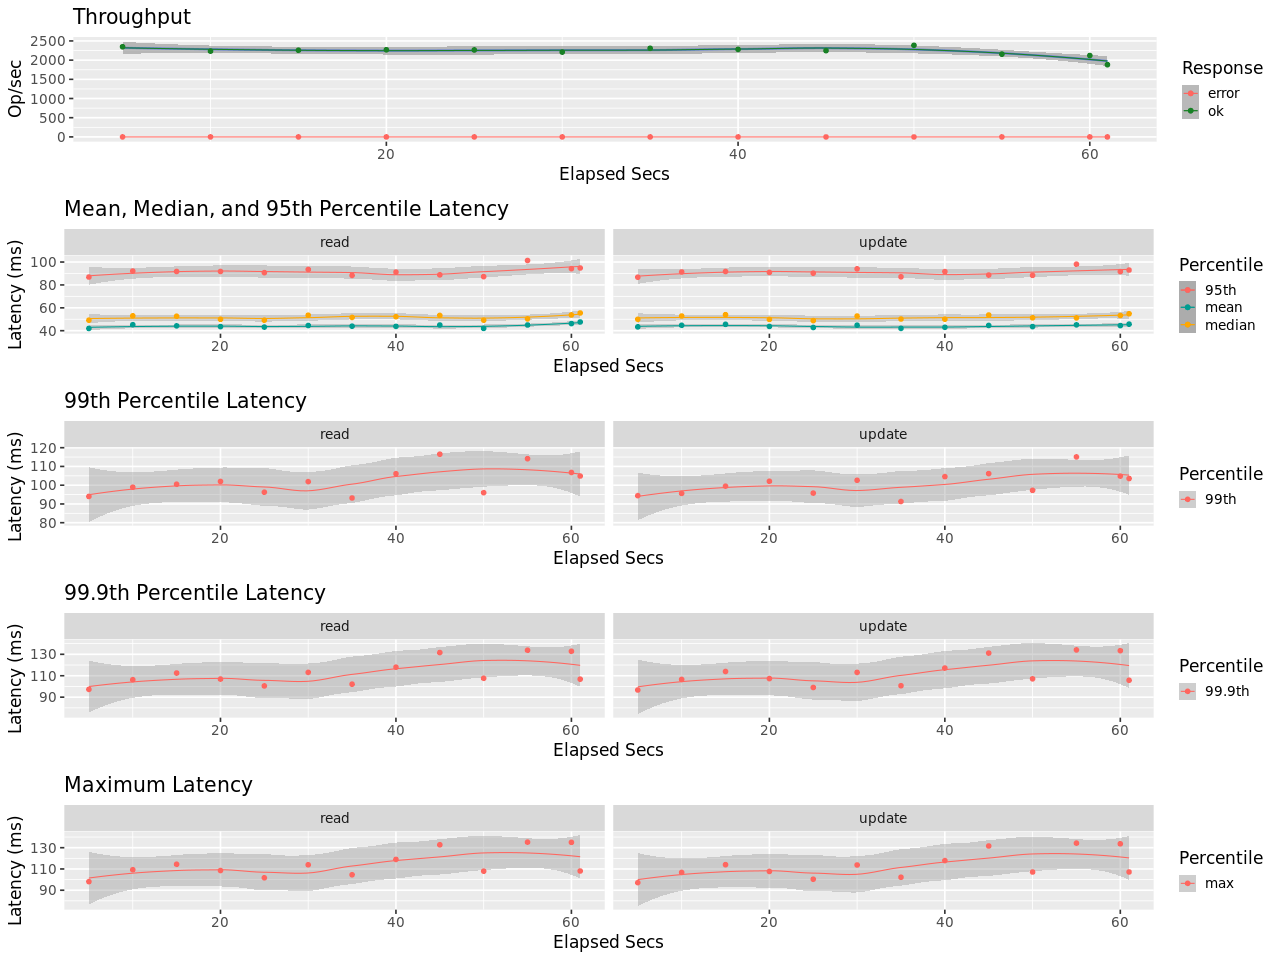 Throughput
2500
2000
1500
1000
500
0
Op/sec
20 40 60
Elapsed Secs
Response
error
ok
Mean, Median, and 95th Percentile Latency
read update
100
80
60
40
Latency (ms)
20 40 60 20 40 60
Elapsed Secs
Percentile
95th
mean
median
99th Percentile Latency
read update
120
110
100
90
80
Latency (ms)
20 40 60 20 40 60
Elapsed Secs
Percentile
99th
99.9th Percentile Latency
read update
130
110
90
Latency (ms)
20 40 60 20 40 60
Elapsed Secs
Percentile
99.9th
Maximum Latency
read update
130
110
90
Latency (ms)
20 40 60 20 40 60
Elapsed Secs
Percentile
max